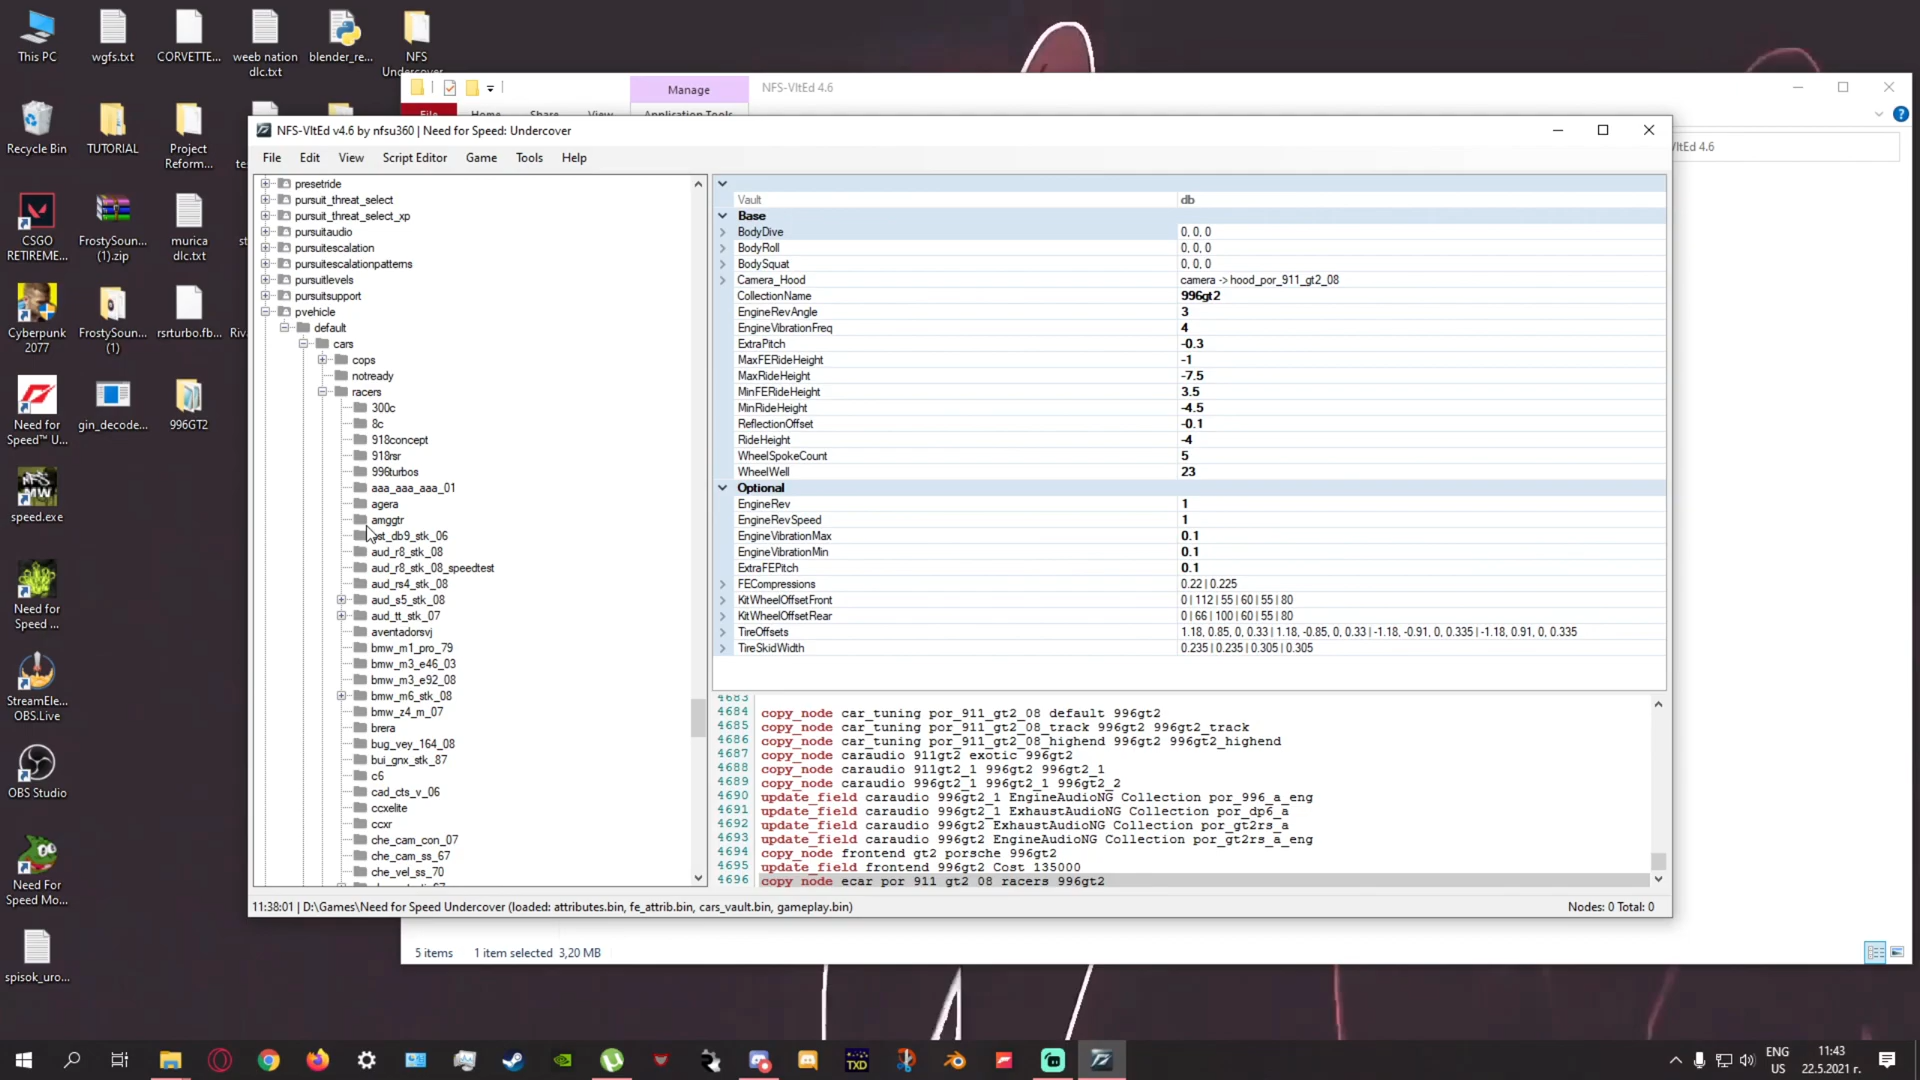 This PC
wgfs.txt
CORVETTE...
weeb nation dlc.txt
blender_re...
NFS
Recycle Bin
TUTORIAL
Project Reform...
CSGO RETIREME...
FrostySoun... (1).zip
murica dlc.txt
Cyberpunk 2077
FrostySoun... (1)
rsrturbo.fb...
Need for Speed™ U...
gin_decode...
996GT2
speed.exe
Need for Speed ...
StreamEle... OBS.Live
OBS Studio
Need For Speed Mo...
spisok_uro...
Manage
NFS-VltEd 4.6
File
Home
Share
View
Application Tools
NFS-VltEd v4.6 by nfsu360 | Need for Speed: Undercover
File Edit View Script Editor Game Tools Help
presetride
pursuit_threat_select
pursuit_threat_select_xp
pursuitaudio
pursuitescalation
pursuitescalationpatterns
pursuitlevels
pursuitsupport
pvehicle
default
cars
cops
notready
racers
300c
8c
918concept
918rsr
996turbos
aaa_aaa_aaa_01
agera
amggtr
st_db9_stk_06
aud_r8_stk_08
aud_r8_stk_08_speedtest
aud_rs4_stk_08
aud_s5_stk_08
aud_tt_stk_07
aventadorsvj
bmw_m1_pro_79
bmw_m3_e46_03
bmw_m3_e92_08
bmw_m6_stk_08
bmw_z4_m_07
brera
bug_vey_164_08
bui_gnx_stk_87
c6
cad_cts_v_06
ccxelite
ccxr
che_cam_con_07
che_cam_ss_67
che_vel_ss_70
Vault db
Base
BodyDive 0, 0, 0
BodyRoll 0, 0, 0
BodySquat 0, 0, 0
Camera_Hood camera -> hood_por_911_gt2_08
CollectionName 996gt2
EngineRevAngle 3
EngineVibrationFreq 4
ExtraPitch -0.3
MaxFERideHeight -1
MaxRideHeight -7.5
MinFERideHeight 3.5
MinRideHeight -4.5
ReflectionOffset -0.1
RideHeight -4
WheelSpokeCount 5
WheelWell 23
Optional
EngineRev 1
EngineRevSpeed 1
EngineVibrationMax 0.1
EngineVibrationMin 0.1
ExtraFEPitch 0.1
FECompressions 0.22 | 0.225
KitWheelOffsetFront 0 | 112 | 55 | 60 | 55 | 80
KitWheelOffsetRear 0 | 66 | 100 | 60 | 55 | 80
TireOffsets 1.18, 0.85, 0, 0.33 | 1.18, -0.85, 0, 0.33 | -1.18, -0.91, 0, 0.335 | -1.18, 0.91, 0, 0.335
TireSkidWidth 0.235 | 0.235 | 0.305 | 0.305
4683
4684 copy_node car_tuning por_911_gt2_08 default 996gt2
4685 copy_node car_tuning por_911_gt2_08_track 996gt2 996gt2_track
4686 copy_node car_tuning por_911_gt2_08_highend 996gt2 996gt2_highend
4687 copy_node caraudio 911gt2 exotic 996gt2
4688 copy_node caraudio 911gt2_1 996gt2 996gt2_1
4689 copy_node caraudio 996gt2_1 996gt2_1 996gt2_2
4690 update_field caraudio 996gt2_1 EngineAudioNG Collection por_996_a_eng
4691 update_field caraudio 996gt2_1 ExhaustAudioNG Collection por_dp6_a
4692 update_field caraudio 996gt2 ExhaustAudioNG Collection por_gt2rs_a
4693 update_field caraudio 996gt2 EngineAudioNG Collection por_gt2rs_a_eng
4694 copy_node frontend gt2 porsche 996gt2
4695 update_field frontend 996gt2 Cost 135000
4696 copy_node ecar por_911_gt2_08 racers 996gt2
11:38:01 | D:\Games\Need for Speed Undercover (loaded: attributes.bin, fe_attrib.bin, cars_vault.bin, gameplay.bin)
Nodes: 0 Total: 0
5 items 1 item selected 3,20 MB
TXD
ENG US
11:43
22.5.2021 г.